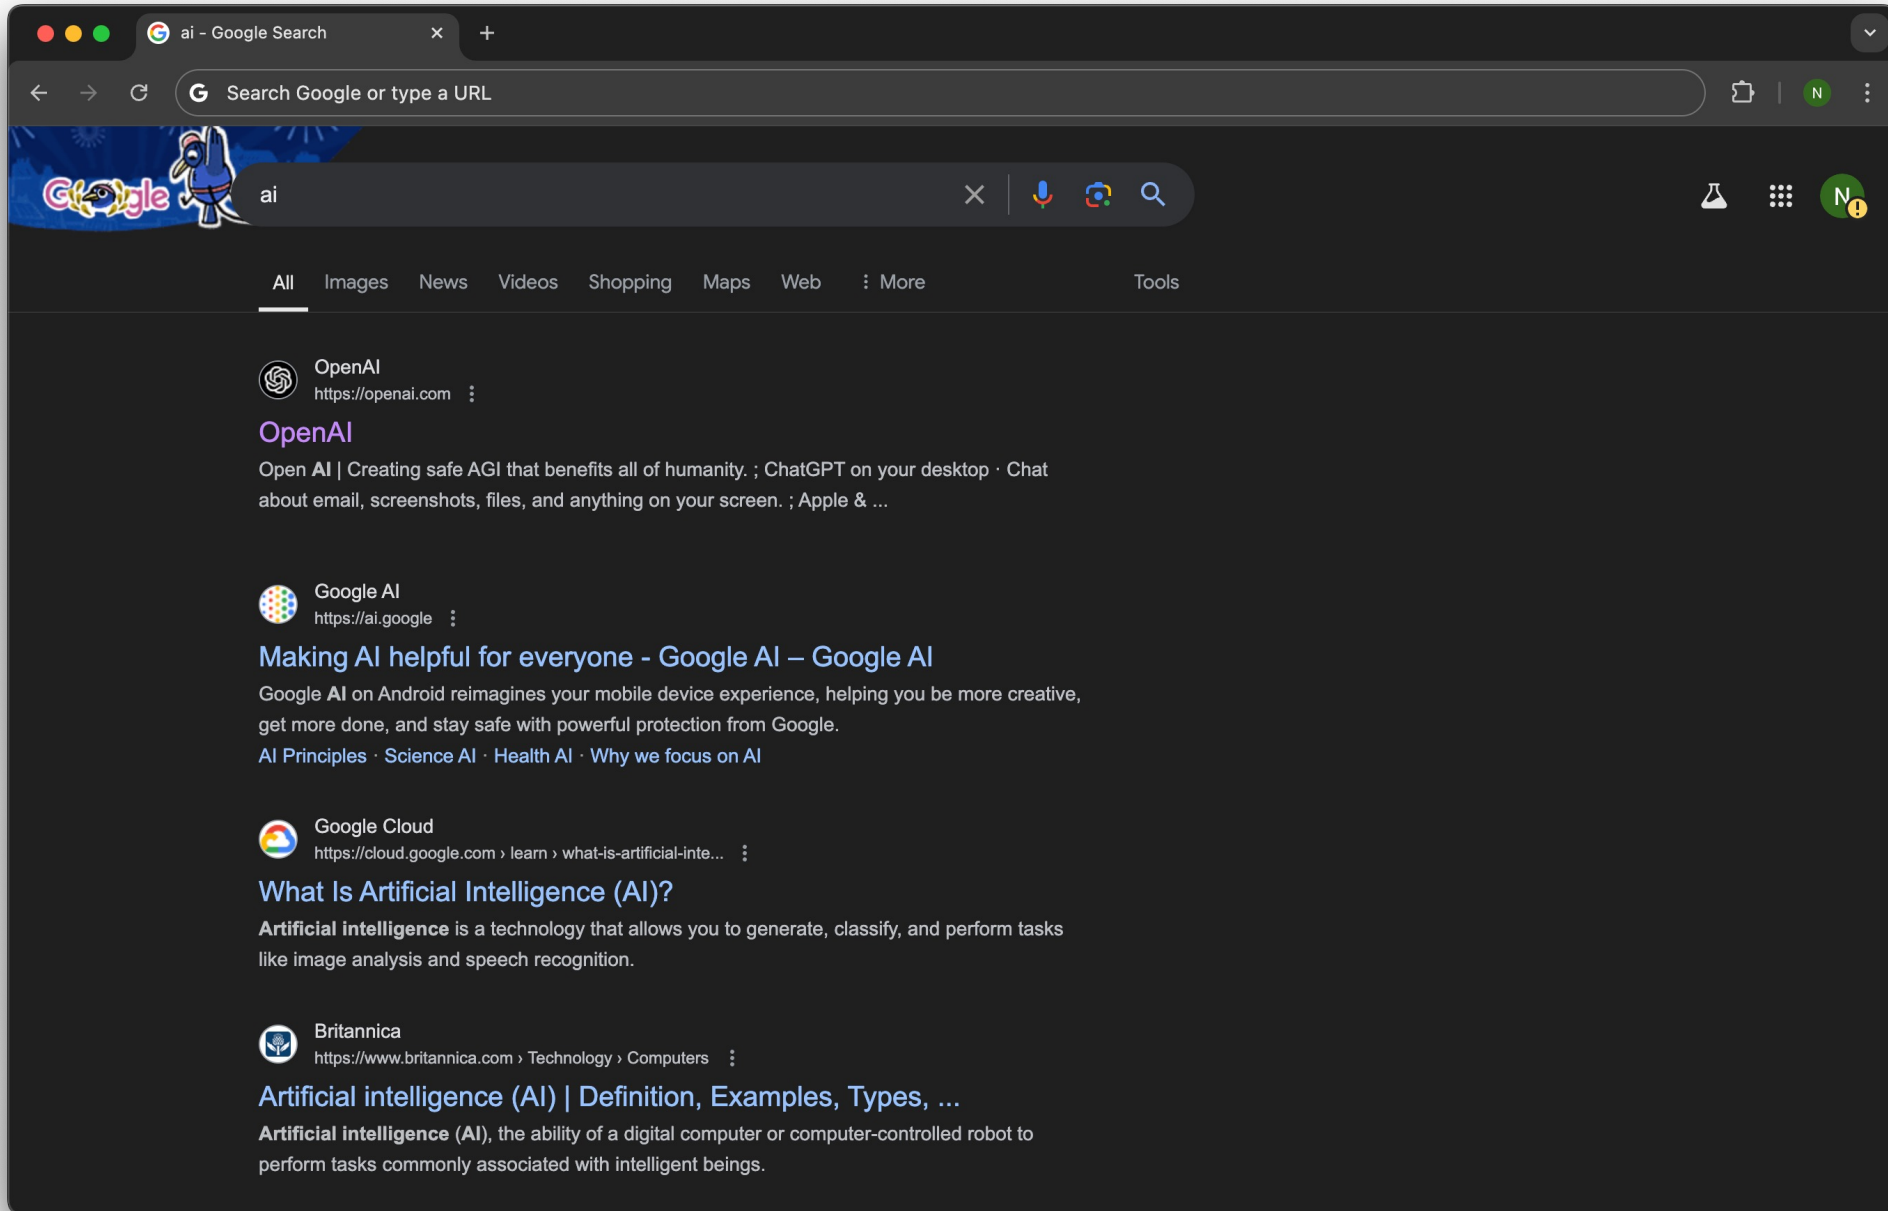 ai - Google Search
Search Google or type a URL
N
Google
ai
N
All Images News Videos Shopping Maps Web More Tools
OpenAI
https://openai.com
OpenAI
Open AI | Creating safe AGI that benefits all of humanity. ; ChatGPT on your desktop · Chat
about email, screenshots, files, and anything on your screen. ; Apple & ...
Google AI
https://ai.google
Making AI helpful for everyone - Google AI – Google AI
Google AI on Android reimagines your mobile device experience, helping you be more creative,
get more done, and stay safe with powerful protection from Google.
AI Principles · Science AI · Health AI · Why we focus on AI
Google Cloud
https://cloud.google.com › learn › what-is-artificial-inte...
What Is Artificial Intelligence (AI)?
Artificial intelligence is a technology that allows you to generate, classify, and perform tasks
like image analysis and speech recognition.
Britannica
https://www.britannica.com › Technology › Computers
Artificial intelligence (AI) | Definition, Examples, Types, ...
Artificial intelligence (AI), the ability of a digital computer or computer-controlled robot to
perform tasks commonly associated with intelligent beings.